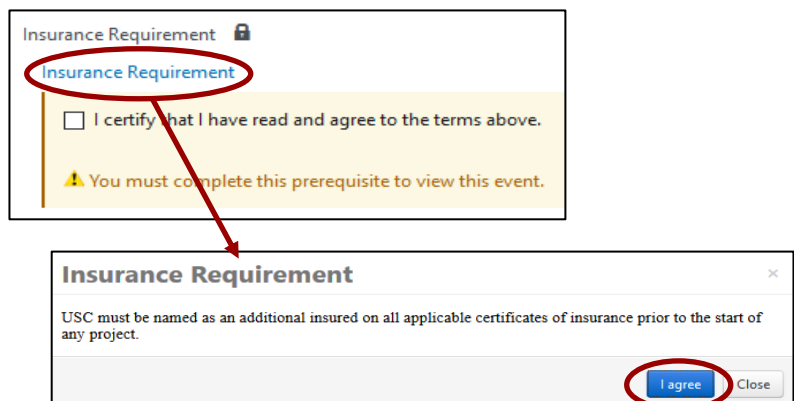 Insurance Requirement
Insurance Requirement
I certify that I have read and agree to the terms above.
You must complete this prerequisite to view this event.
Insurance Requirement ×
USC must be named as an additional insured on all applicable certificates of insurance prior to the start of
any project.
I agree Close